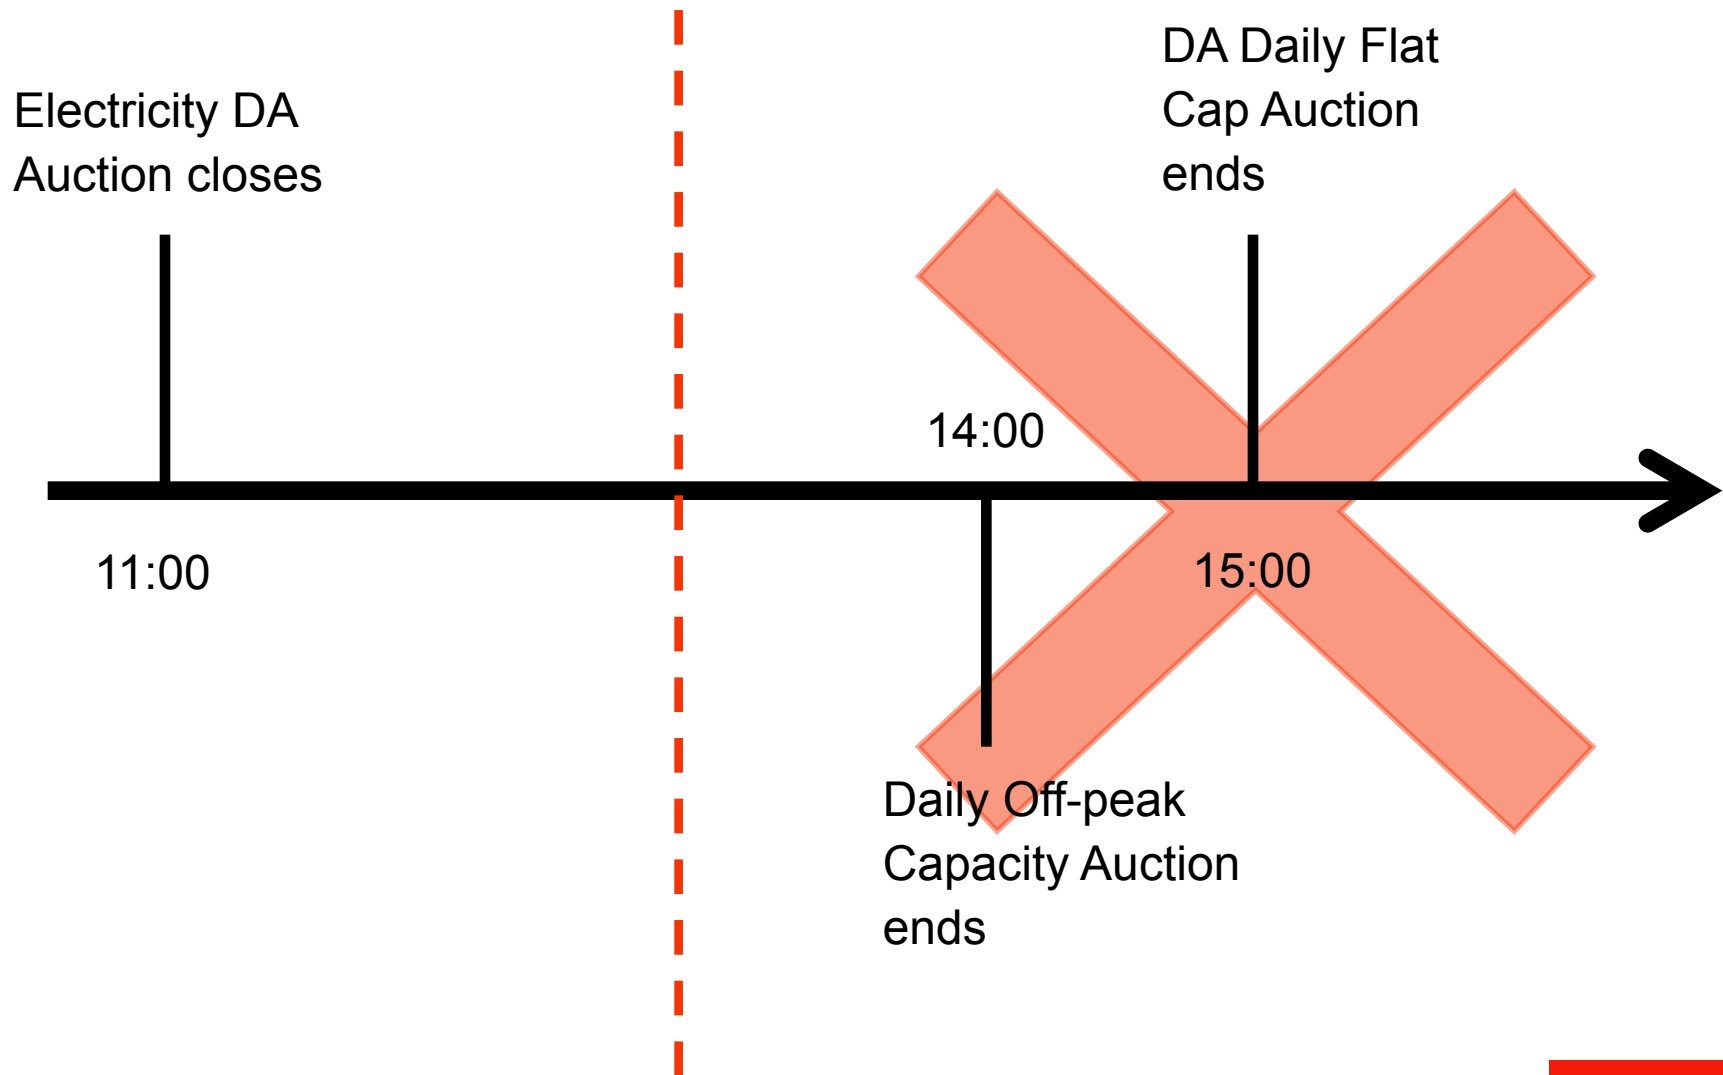 Electricity DA
Auction closes
11:00
14:00
Daily Off-peak
Capacity Auction
ends
DA Daily Flat
Cap Auction
ends
15:00